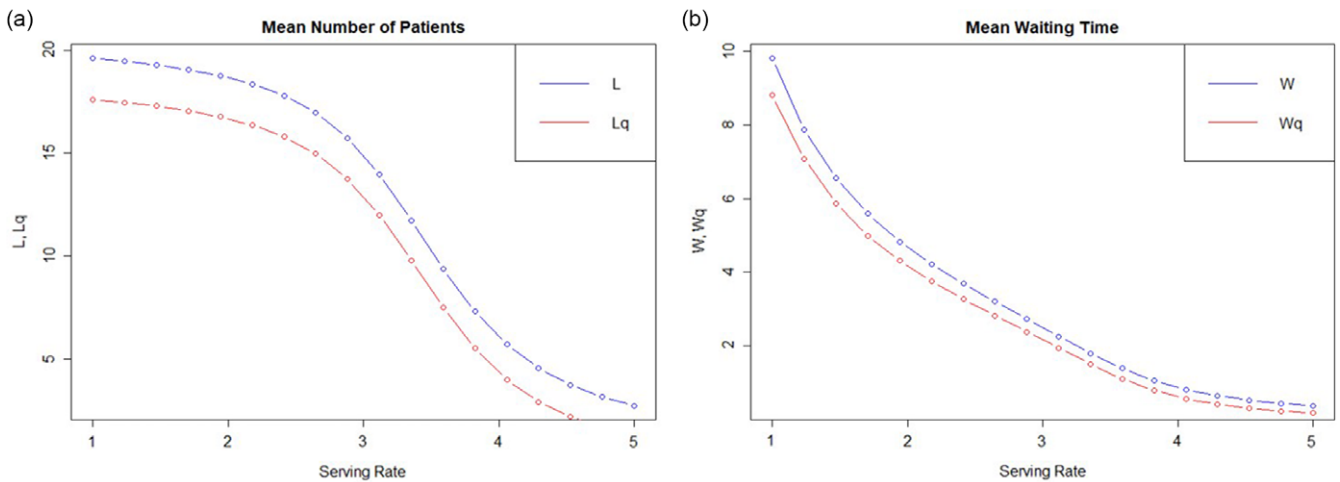 (a)
Mean Number of Patients
L
Lq
L, Lq
20
15
10
5
1 2 3 4 5
Serving Rate
(b)
Mean Waiting Time
W
Wq
W, Wq
10
8
6
4
2
1 2 3 4 5
Serving Rate